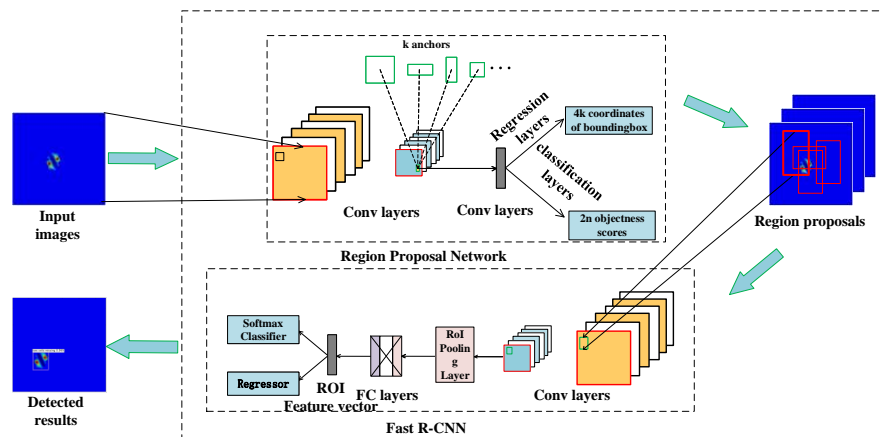 k anchors
Regression
layers
4k coordinates
of boundingbox
classification
layers
2n objectness
scores
Conv layers
Conv layers
Region Proposal Network
Input
images
Region proposals
Softmax
Classifier
Regressor
ROI
Feature vector
FC layers
RoI
Poolin
g
Layer
Conv layers
Fast R-CNN
Detected
results